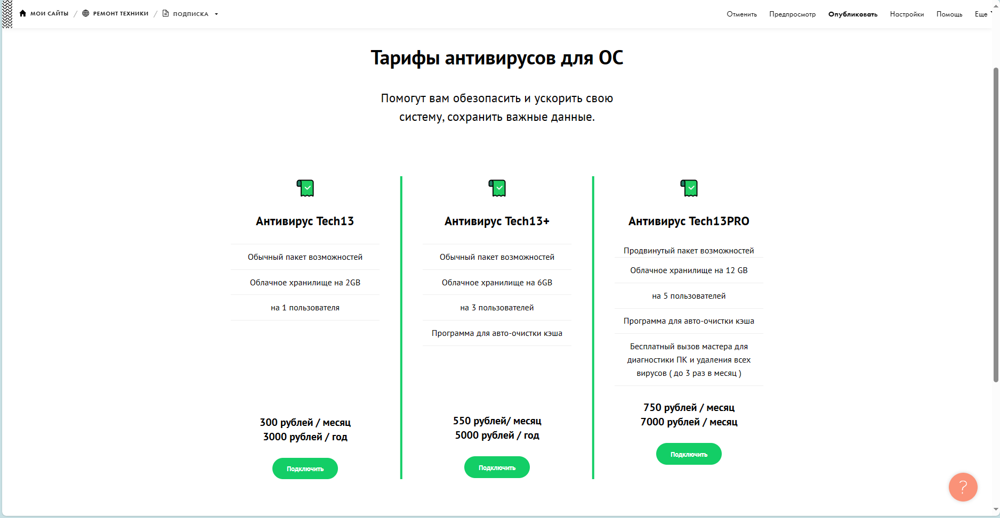 МОИ САЙТЫ / РЕМОНТ ТЕХНИКИ / ПОДПИСКА
Отменить Предпросмотр Опубликовать Настройки Помощь Еще
Тарифы антивирусов для ОС
Помогут вам обезопасить и ускорить свою
систему, сохранить важные данные.
Антивирус Tech13
Обычный пакет возможностей
Облачное хранилище на 2GB
на 1 пользователя
300 рублей / месяц
3000 рублей / год
Подключить
Антивирус Tech13+
Обычный пакет возможностей
Облачное хранилище на 6GB
на 3 пользователей
Программа для авто-очистки кэша
550 рублей/ месяц
5000 рублей / год
Подключить
Антивирус Tech13PRO
Продвинутый пакет возможностей
Облачное хранилище на 12 GB
на 5 пользователей
Программа для авто-очистки кэша
Бесплатный вызов мастера для
диагностики ПК и удаления всех
вирусов ( до 3 раз в месяц )
750 рублей / месяц
7000 рублей / месяц
Подключить
?